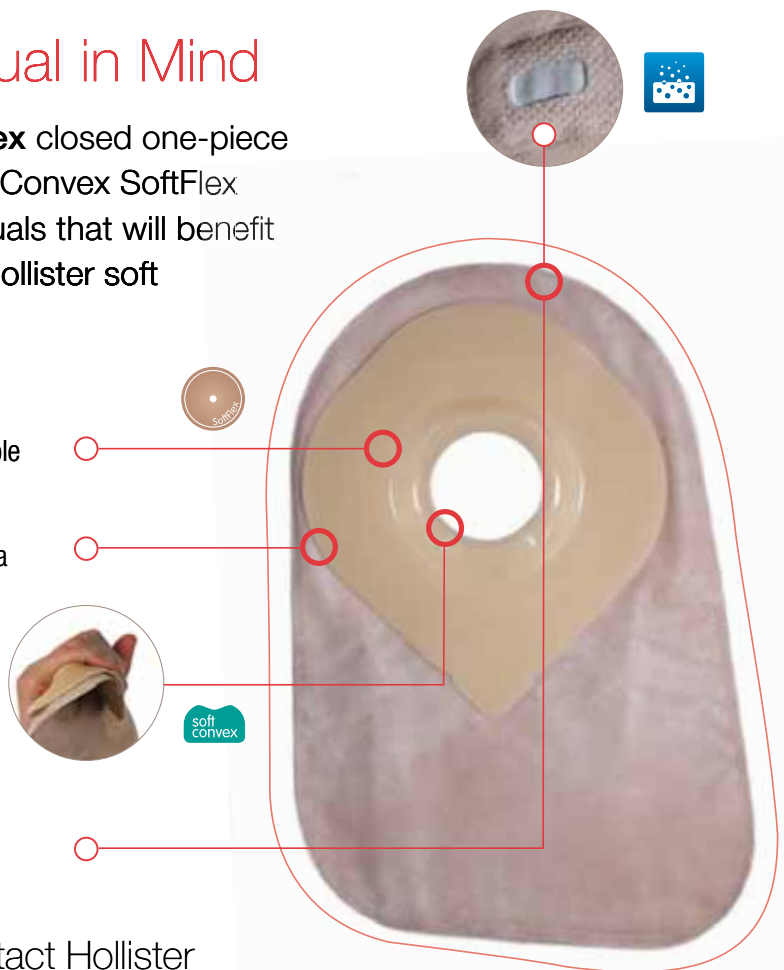 ual in Mind
ex closed one-piece
Convex SoftFlex
uals that will benefit
ollister soft
SoftFlex
ple
a
soft
convex
tact Hollister